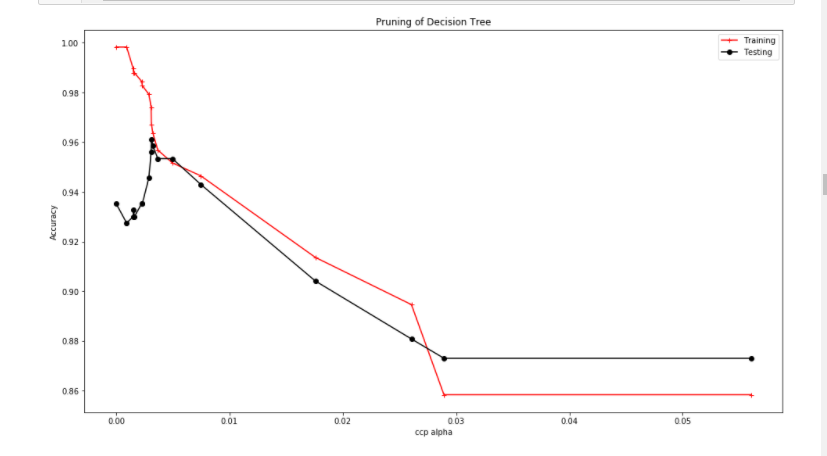 Pruning of Decision Tree
Training
Testing
1.00
0.98
0.96
0.94
0.92
0.90
0.88
0.86
Accuracy
0.00 0.01 0.02 0.03 0.04 0.05
ccp alpha